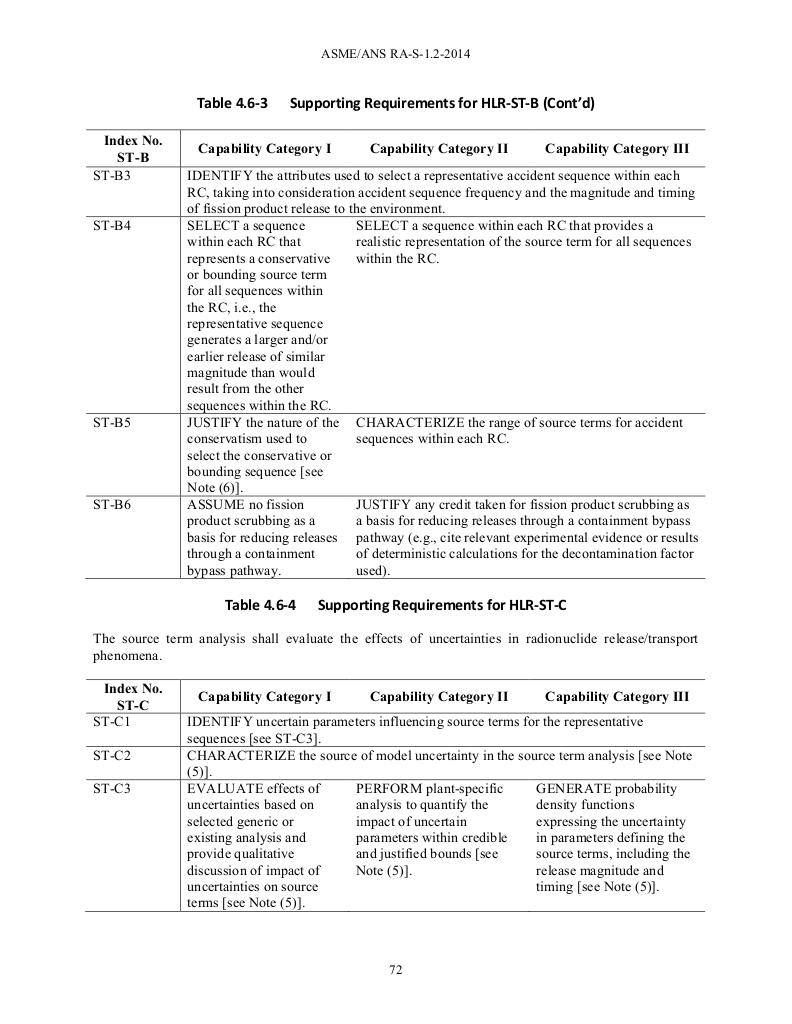 ASME/ANS RA-S-1.2-2014
Table 4.6-3 Supporting Requirements for HLR-ST-B (Cont’d)
Index No.
ST-B
Capability Category I
Capability Category II
Capability Category III
ST-B3
IDENTIFY the attributes used to select a representative accident sequence within each
RC, taking into consideration accident sequence frequency and the magnitude and timing
of fission product release to the environment.
ST-B4
SELECT a sequence
within each RC that
represents a conservative
or bounding source term
for all sequences within
the RC, i.e., the
representative sequence
generates a larger and/or
earlier release of similar
magnitude than would
result from the other
sequences within the RC.
SELECT a sequence within each RC that provides a
realistic representation of the source term for all sequences
within the RC.
ST-B5
JUSTIFY the nature of the
conservatism used to
select the conservative or
bounding sequence [see
Note (6)].
CHARACTERIZE the range of source terms for accident
sequences within each RC.
ST-B6
ASSUME no fission
product scrubbing as a
basis for reducing releases
through a containment
bypass pathway.
JUSTIFY any credit taken for fission product scrubbing as
a basis for reducing releases through a containment bypass
pathway (e.g., cite relevant experimental evidence or results
of deterministic calculations for the decontamination factor
used).
Table 4.6-4 Supporting Requirements for HLR-ST-C
The source term analysis shall evaluate the effects of uncertainties in radionuclide release/transport
phenomena.
Index No.
ST-C
Capability Category I
Capability Category II
Capability Category III
ST-C1
IDENTIFY uncertain parameters influencing source terms for the representative
sequences [see ST-C3].
ST-C2
CHARACTERIZE the source of model uncertainty in the source term analysis [see Note
(5)].
ST-C3
EVALUATE effects of
uncertainties based on
selected generic or
existing analysis and
provide qualitative
discussion of impact of
uncertainties on source
terms [see Note (5)].
PERFORM plant-specific
analysis to quantify the
impact of uncertain
parameters within credible
and justified bounds [see
Note (5)].
GENERATE probability
density functions
expressing the uncertainty
in parameters defining the
source terms, including the
release magnitude and
timing [see Note (5)].
72